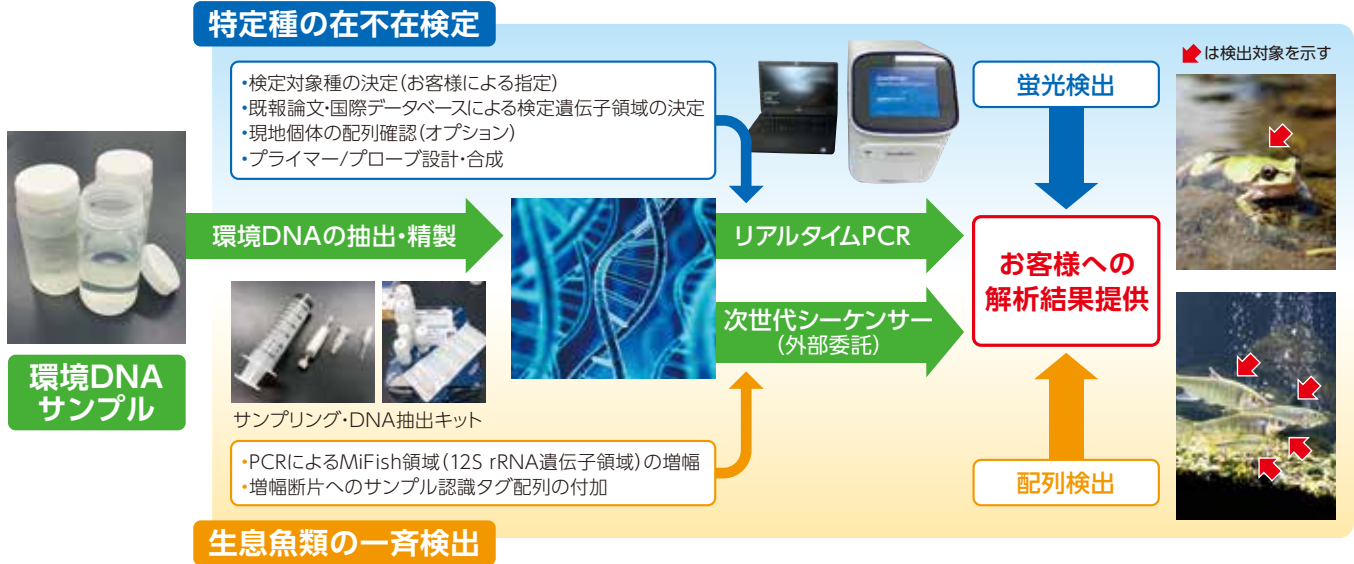 特定種の在不在検定
•検定対象種の決定(お客様による指定)
•既報論文・国際データベースによる検定遺伝子領域の決定
•現地個体の配列確認(オプション)
•プライマー/プローブ設計・合成
蛍光検出
は検出対象を示す
環境DNAの抽出・精製
リアルタイムPCR
お客様への
解析結果提供
次世代シーケンサー
(外部委託)
環境DNA
サンプル
サンプリング・DNA抽出キット
•PCRによるMiFish領域(12S rRNA遺伝子領域)の増幅
•増幅断片へのサンプル認識タグ配列の付加
配列検出
生息魚類の一斉検出